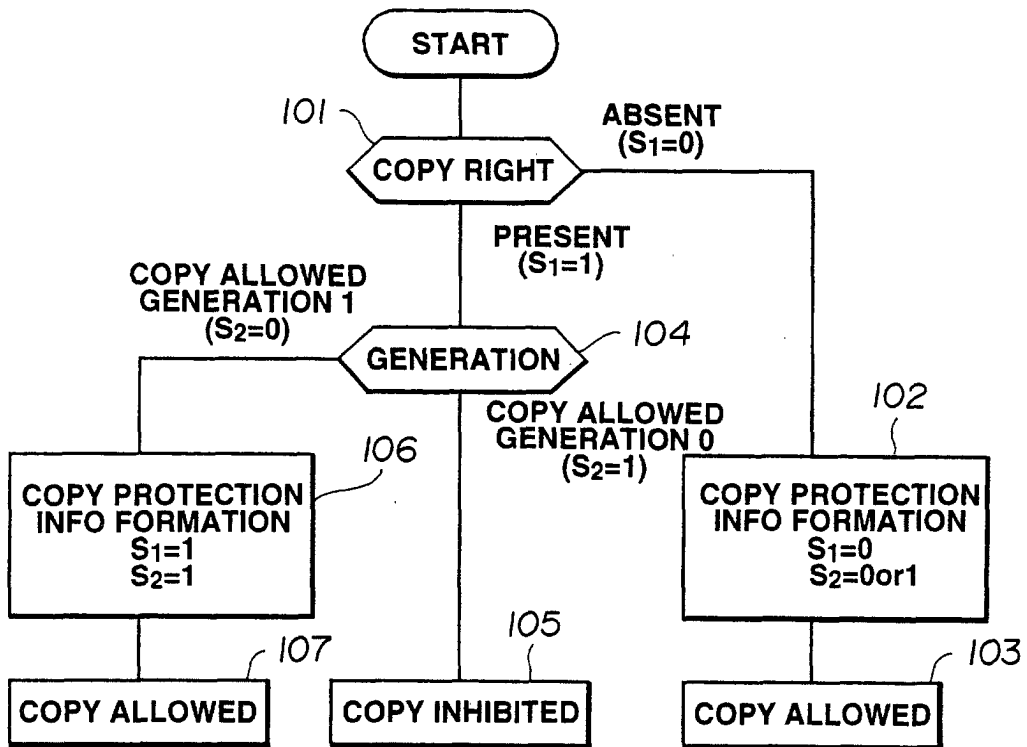 START
101
COPY RIGHT
ABSENT
(S1=0)
PRESENT
(S1=1)
COPY ALLOWED
GENERATION 1
(S2=0)
GENERATION
104
COPY ALLOWED
GENERATION 0
(S2=1)
102
106
COPY PROTECTION
INFO FORMATION
S1=1
S2=1
COPY PROTECTION
INFO FORMATION
S1=0
S2=0or1
107
COPY ALLOWED
105
COPY INHIBITED
103
COPY ALLOWED